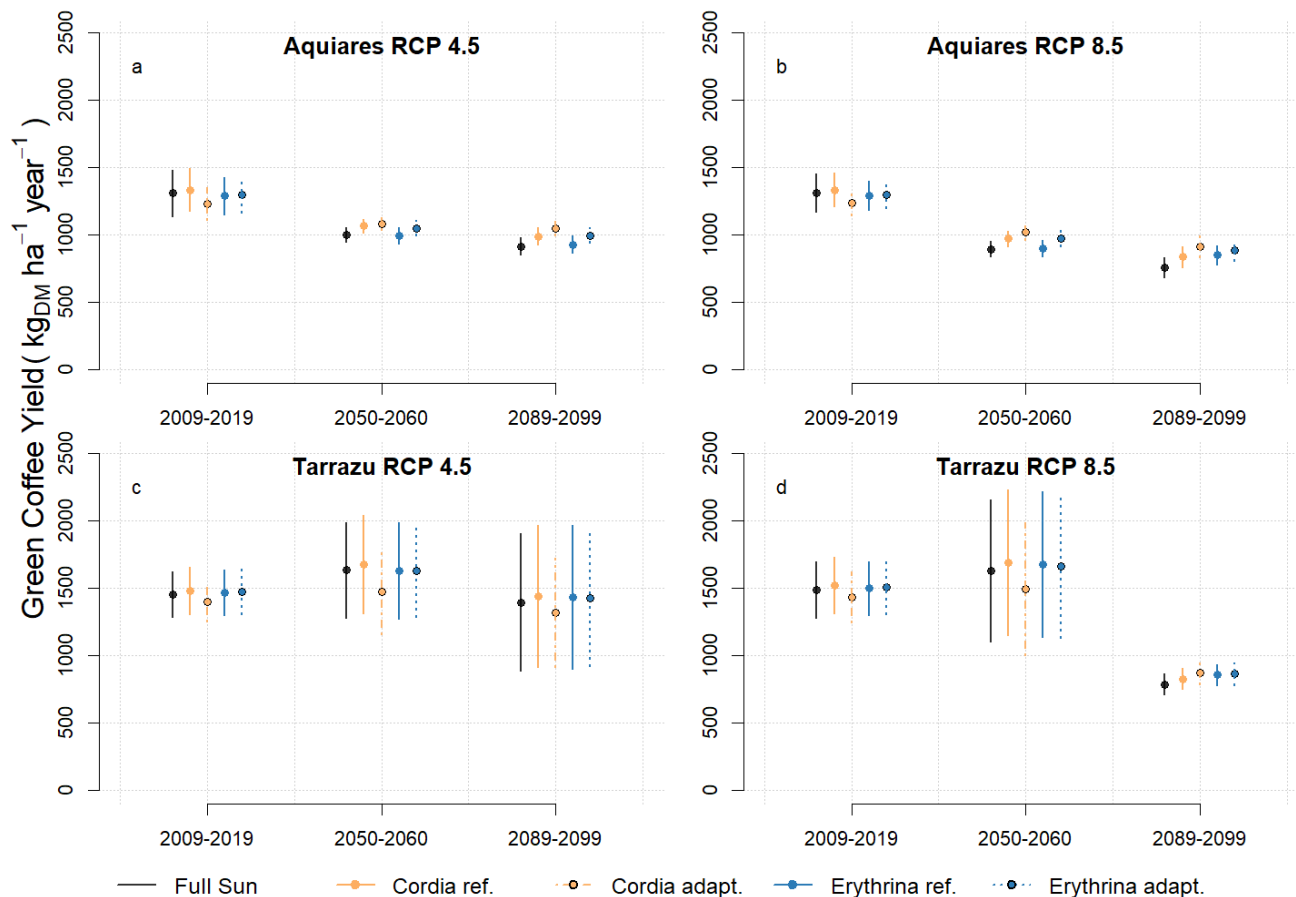 Green Coffee Yield( kgDM ha−1 year−1 )
Aquiares RCP 4.5
a
2500
2000
1500
1000
500
0
2009-2019 2050-2060 2089-2099
Aquiares RCP 8.5
b
2500
2000
1500
1000
500
0
2009-2019 2050-2060 2089-2099
Tarrazu RCP 4.5
c
2500
2000
1500
1000
500
0
2009-2019 2050-2060 2089-2099
Tarrazu RCP 8.5
d
2500
2000
1500
1000
500
0
2009-2019 2050-2060 2089-2099
Full Sun Cordia ref. Cordia adapt. Erythrina ref. Erythrina adapt.